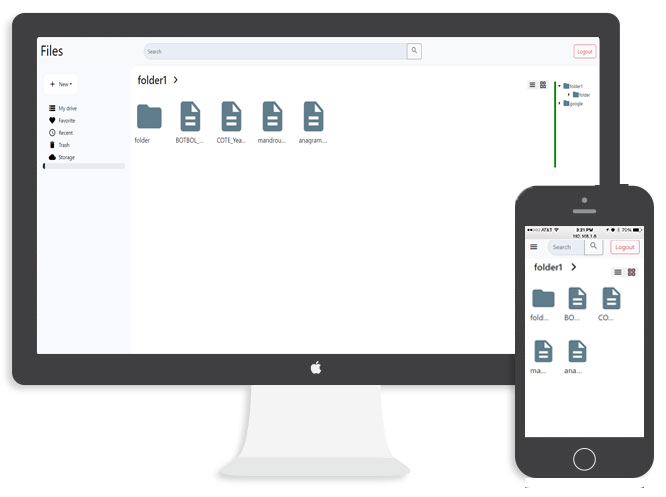 Files
Search
Logout
+ New
My drive
Favorite
Recent
Trash
Storage
folder1 >
folder
BOTBOL_...
COTE_Yea...
mandrou...
anaqram...
folder1
folder
google
AT&T 3:21 PM 70%
192.168.1.6
Search
Logout
folder1 >
fold...
BO...
CO...
ma...
ana...